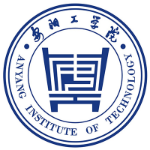 安阳工学院
ANYANG INSTITUTE OF TECHNOLOGY